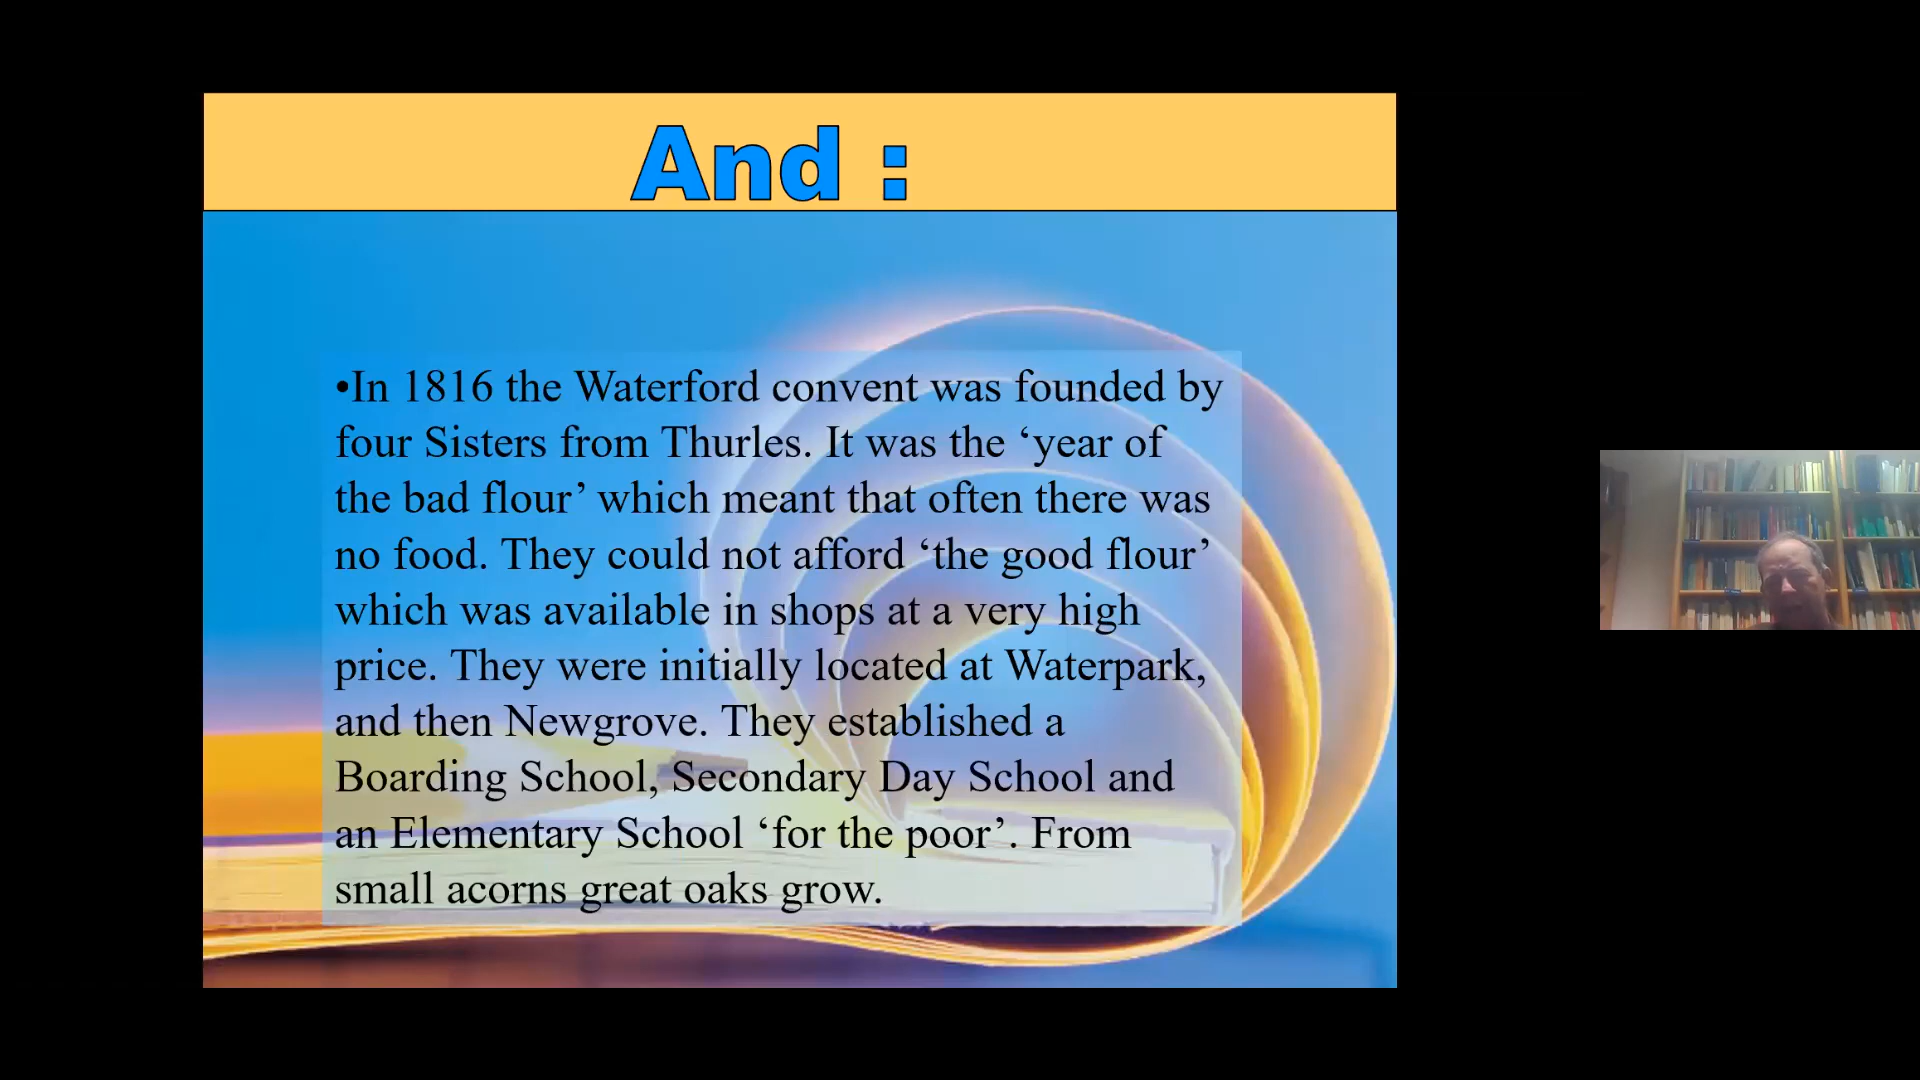 And :
•In 1816 the Waterford convent was founded by
four Sisters from Thurles. It was the ‘year of
the bad flour’ which meant that often there was
no food. They could not afford ‘the good flour’
which was available in shops at a very high
price. They were initially located at Waterpark,
and then Newgrove. They established a
Boarding School, Secondary Day School and
an Elementary School ‘for the poor’. From
small acorns great oaks grow.